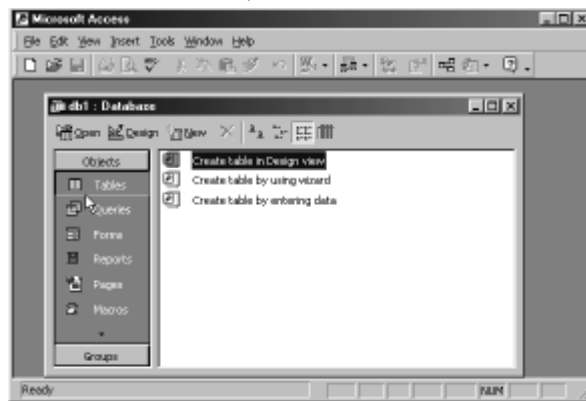 Microsoft Access
File Edit View Insert Tools Window Help
db1 : Database
Open Design New
Objects
Tables
Queries
Forms
Reports
Pages
Macros
Groups
Create table in Design view
Create table by using wizard
Create table by entering data
Ready
NUM